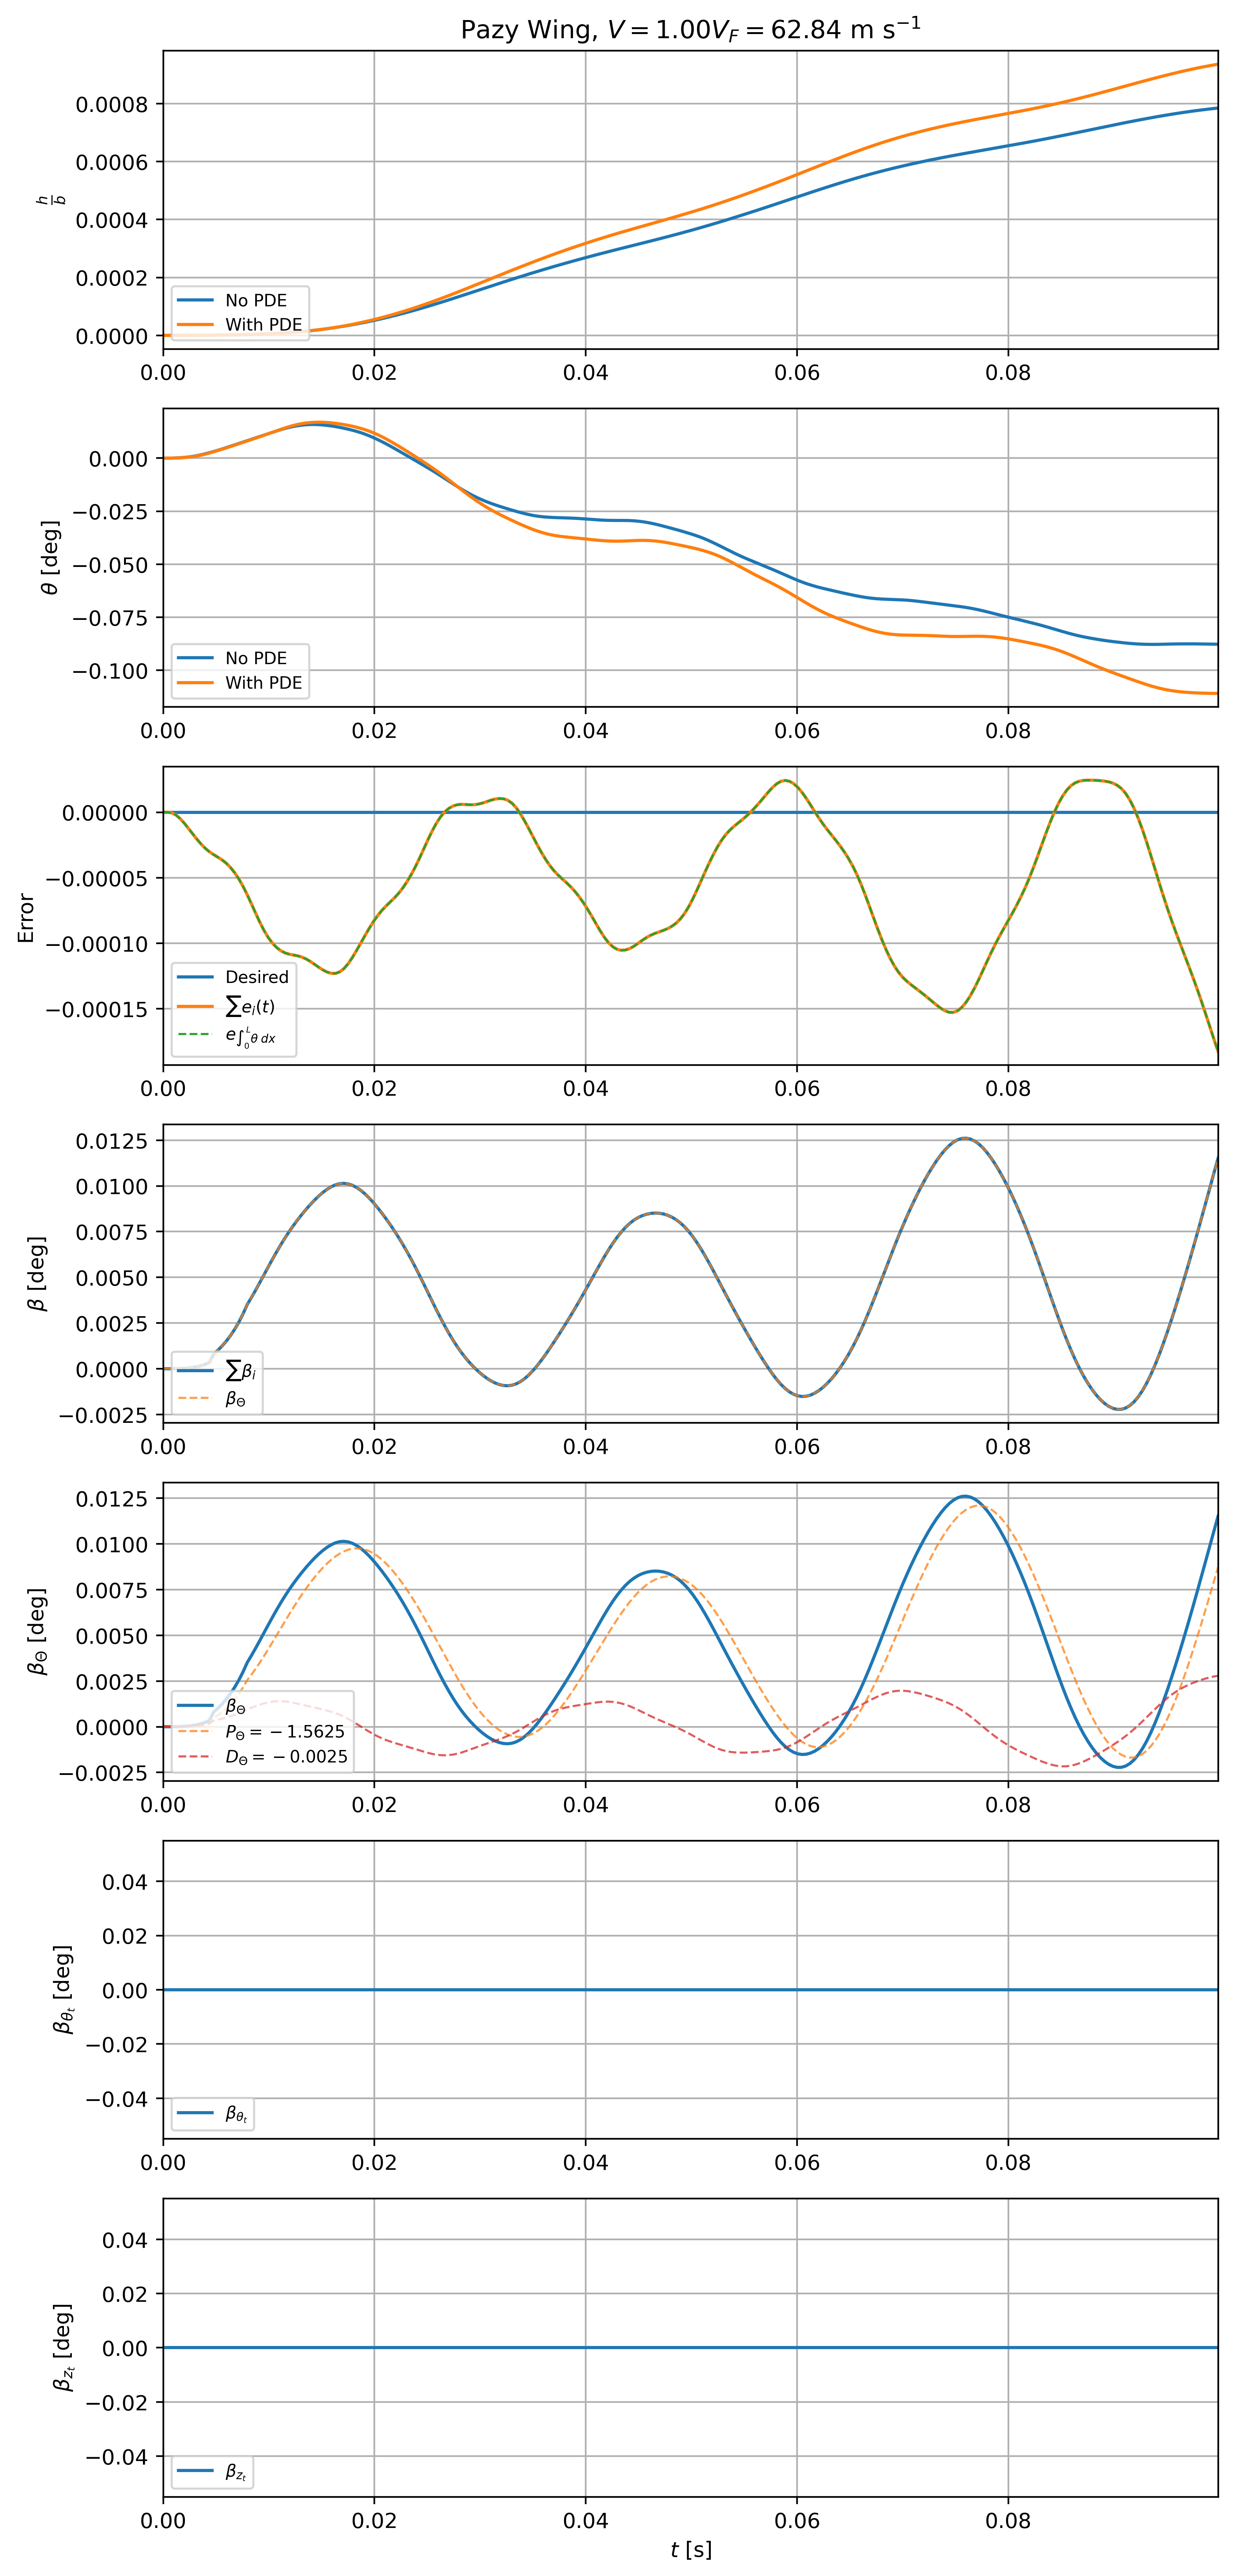 Pazy Wing, V = 1.00V_F = 62.84 m s⁻¹
h/b
0.0008
0.0006
0.0004
0.0002
0.0000
No PDE
With PDE
0.00 0.02 0.04 0.06 0.08
θ [deg]
0.000
−0.025
−0.050
−0.075
−0.100
No PDE
With PDE
0.00 0.02 0.04 0.06 0.08
Error
0.00000
−0.00005
−0.00010
−0.00015
Desired
∑e_i(t)
e_{∫_0^L θ dx}
0.00 0.02 0.04 0.06 0.08
β [deg]
0.0125
0.0100
0.0075
0.0050
0.0025
0.0000
−0.0025
∑β_i
β_Θ
0.00 0.02 0.04 0.06 0.08
β_Θ [deg]
0.0125
0.0100
0.0075
0.0050
0.0025
0.0000
−0.0025
β_Θ
P_Θ = −1.5625
D_Θ = −0.0025
0.00 0.02 0.04 0.06 0.08
β_{θ_t} [deg]
0.04
0.02
0.00
−0.02
−0.04
β_{θ_t}
0.00 0.02 0.04 0.06 0.08
β_{z_t} [deg]
0.04
0.02
0.00
−0.02
−0.04
β_{z_t}
0.00 0.02 0.04 0.06 0.08
t [s]